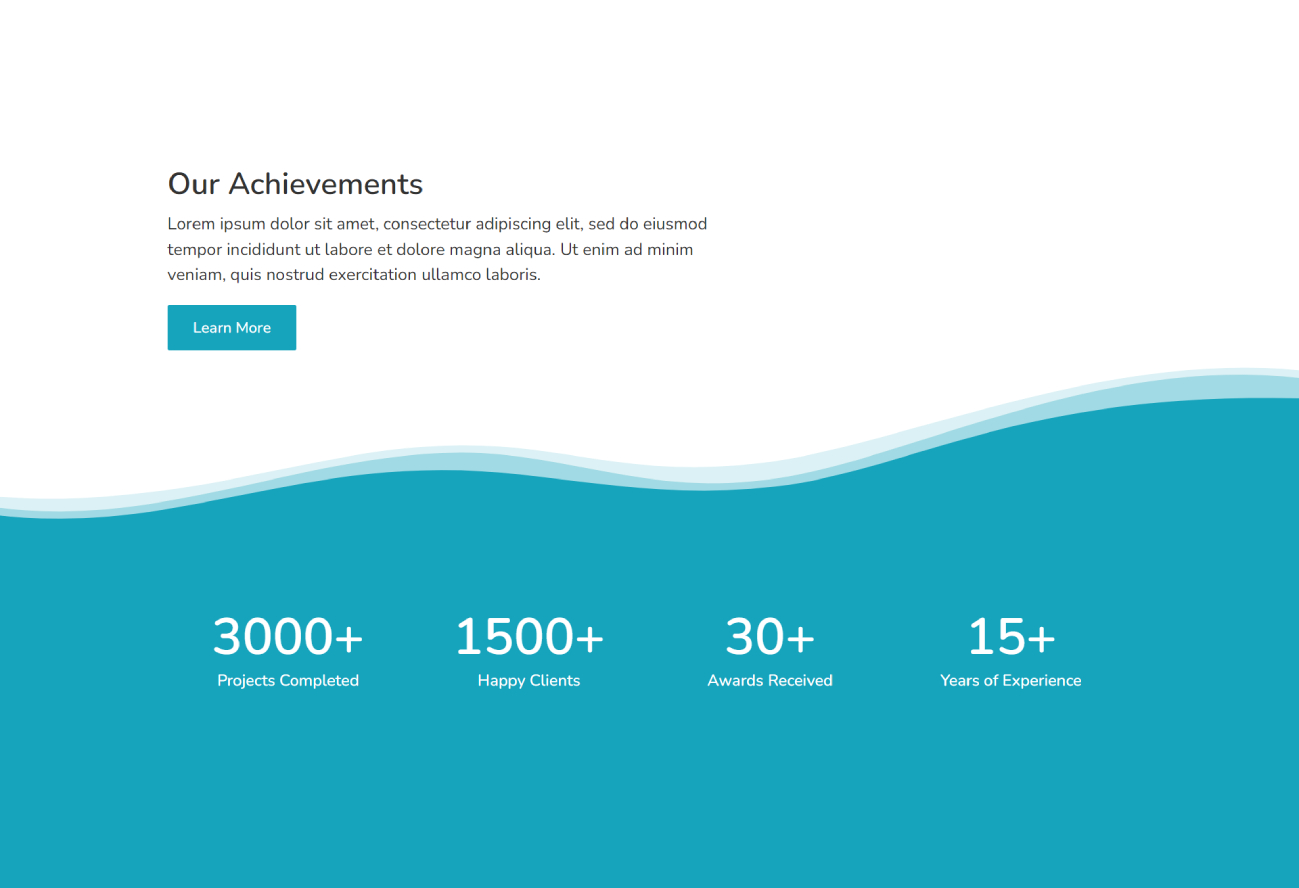 Our Achievements
Lorem ipsum dolor sit amet, consectetur adipiscing elit, sed do eiusmod
tempor incididunt ut labore et dolore magna aliqua. Ut enim ad minim
veniam, quis nostrud exercitation ullamco laboris.
Learn More
3000+
Projects Completed
1500+
Happy Clients
30+
Awards Received
15+
Years of Experience